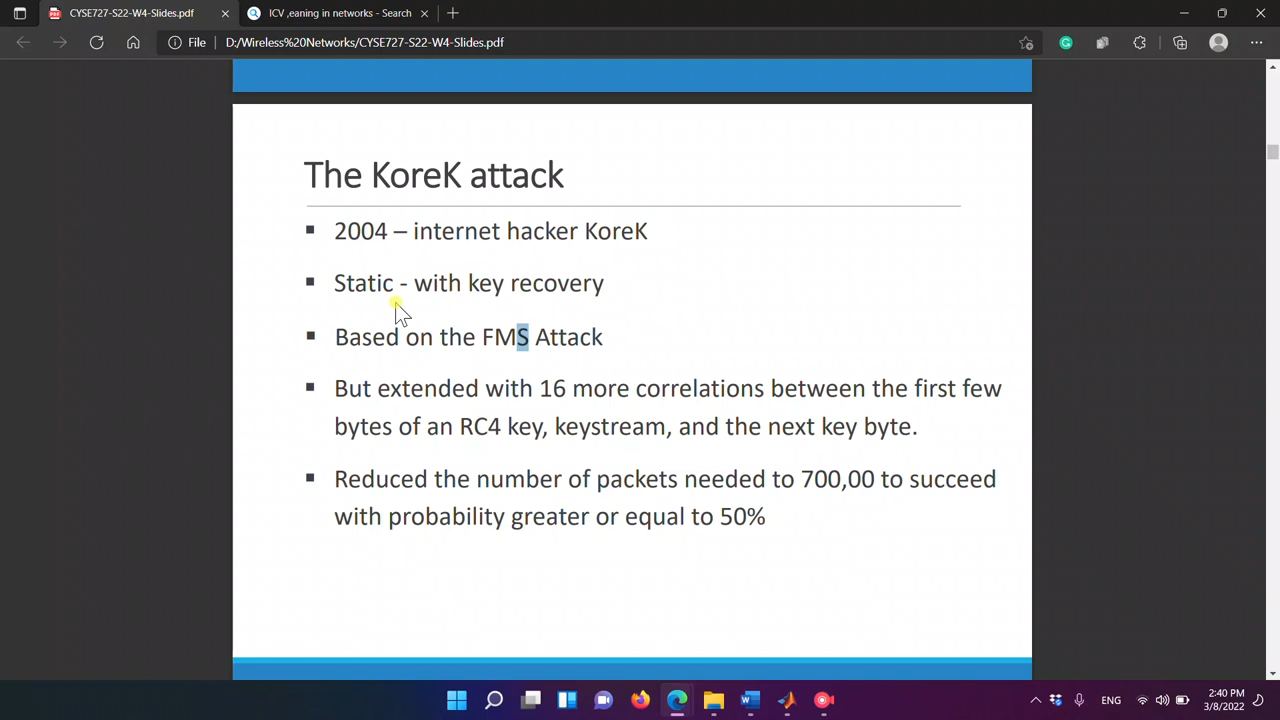 CYSE727-S22-W4-Slides.pdf
ICV ,eaning in networks - Search
File
D:/Wireless%20Networks/CYSE727-S22-W4-Slides.pdf
The KoreK attack
▪ 2004 – internet hacker KoreK
▪ Static - with key recovery
▪ Based on the FMS Attack
▪ But extended with 16 more correlations between the first few
bytes of an RC4 key, keystream, and the next key byte.
▪ Reduced the number of packets needed to 700,00 to succeed
with probability greater or equal to 50%
ENG
2:40 PM
3/8/2022